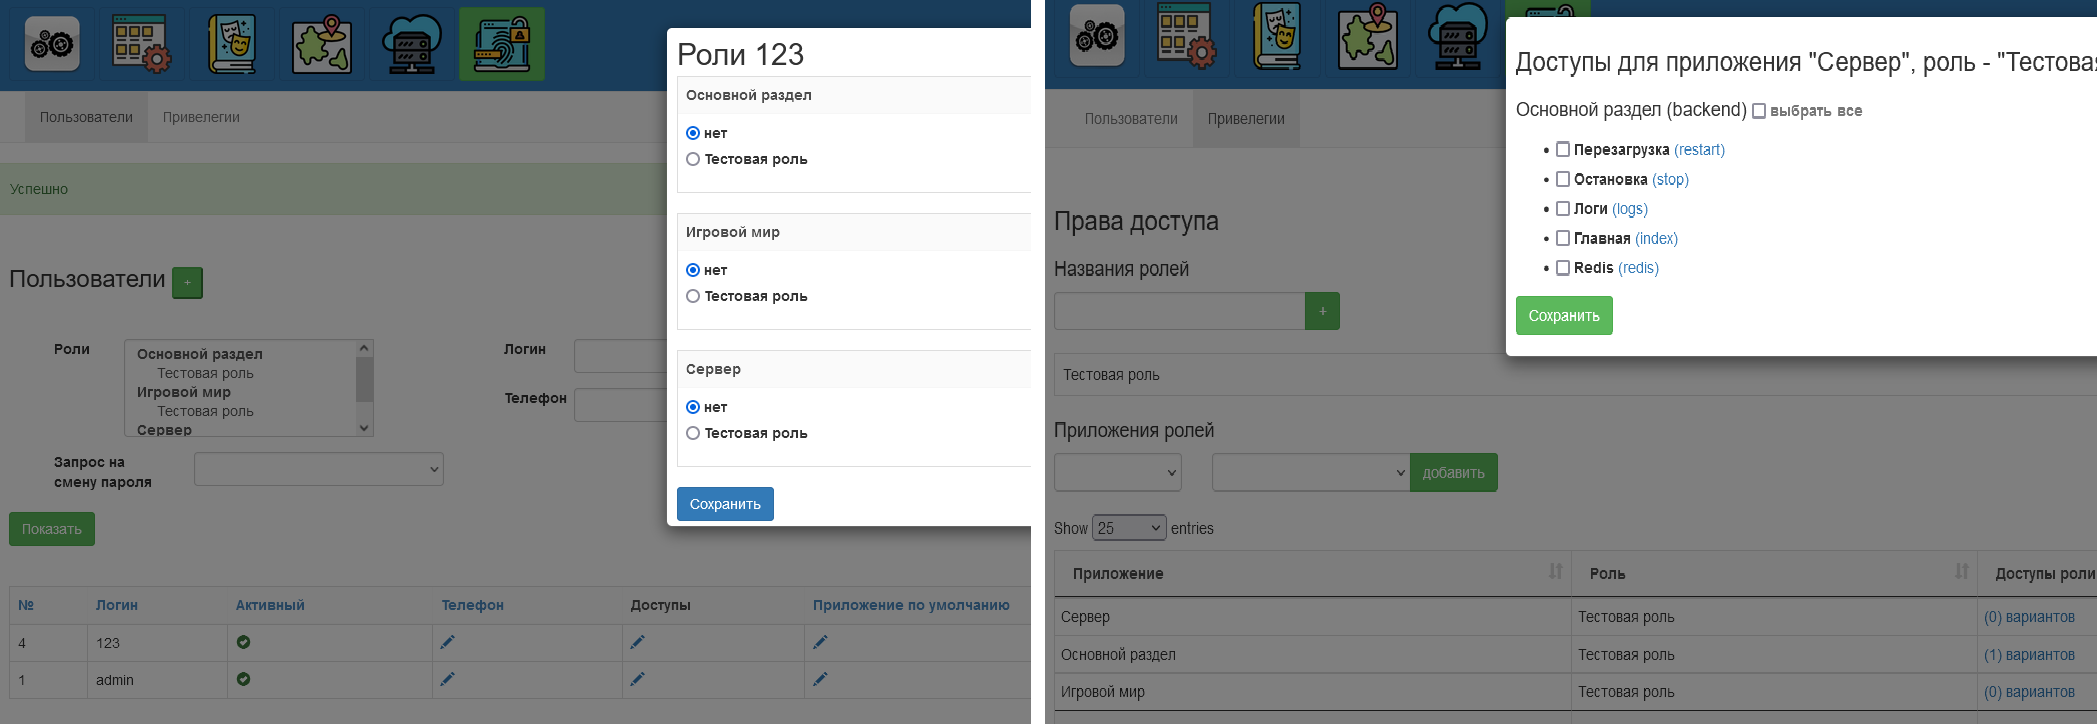 Пользователи
Привелегии
Успешно
Пользователи +
Роли
Основной раздел
Тестовая роль
Игровой мир
Тестовая роль
Сервер
Логин
Телефон
Запрос на
смену пароля
Показать
№ Логин Активный Телефон Доступы Приложение по умолчанию
4 123
1 admin
Роли 123
Основной раздел
нет
Тестовая роль
Игровой мир
нет
Тестовая роль
Сервер
нет
Тестовая роль
Сохранить
Пользователи
Привелегии
Права доступа
Названия ролей
+
Тестовая роль
Приложения ролей
добавить
Show 25 entries
Приложение Роль Доступы роли
Сервер Тестовая роль (0) вариантов
Основной раздел Тестовая роль (1) вариантов
Игровой мир Тестовая роль (0) вариантов
Доступы для приложения "Сервер", роль - "Тестова
Основной раздел (backend) выбрать все
• Перезагрузка (restart)
• Остановка (stop)
• Логи (logs)
• Главная (index)
• Redis (redis)
Сохранить